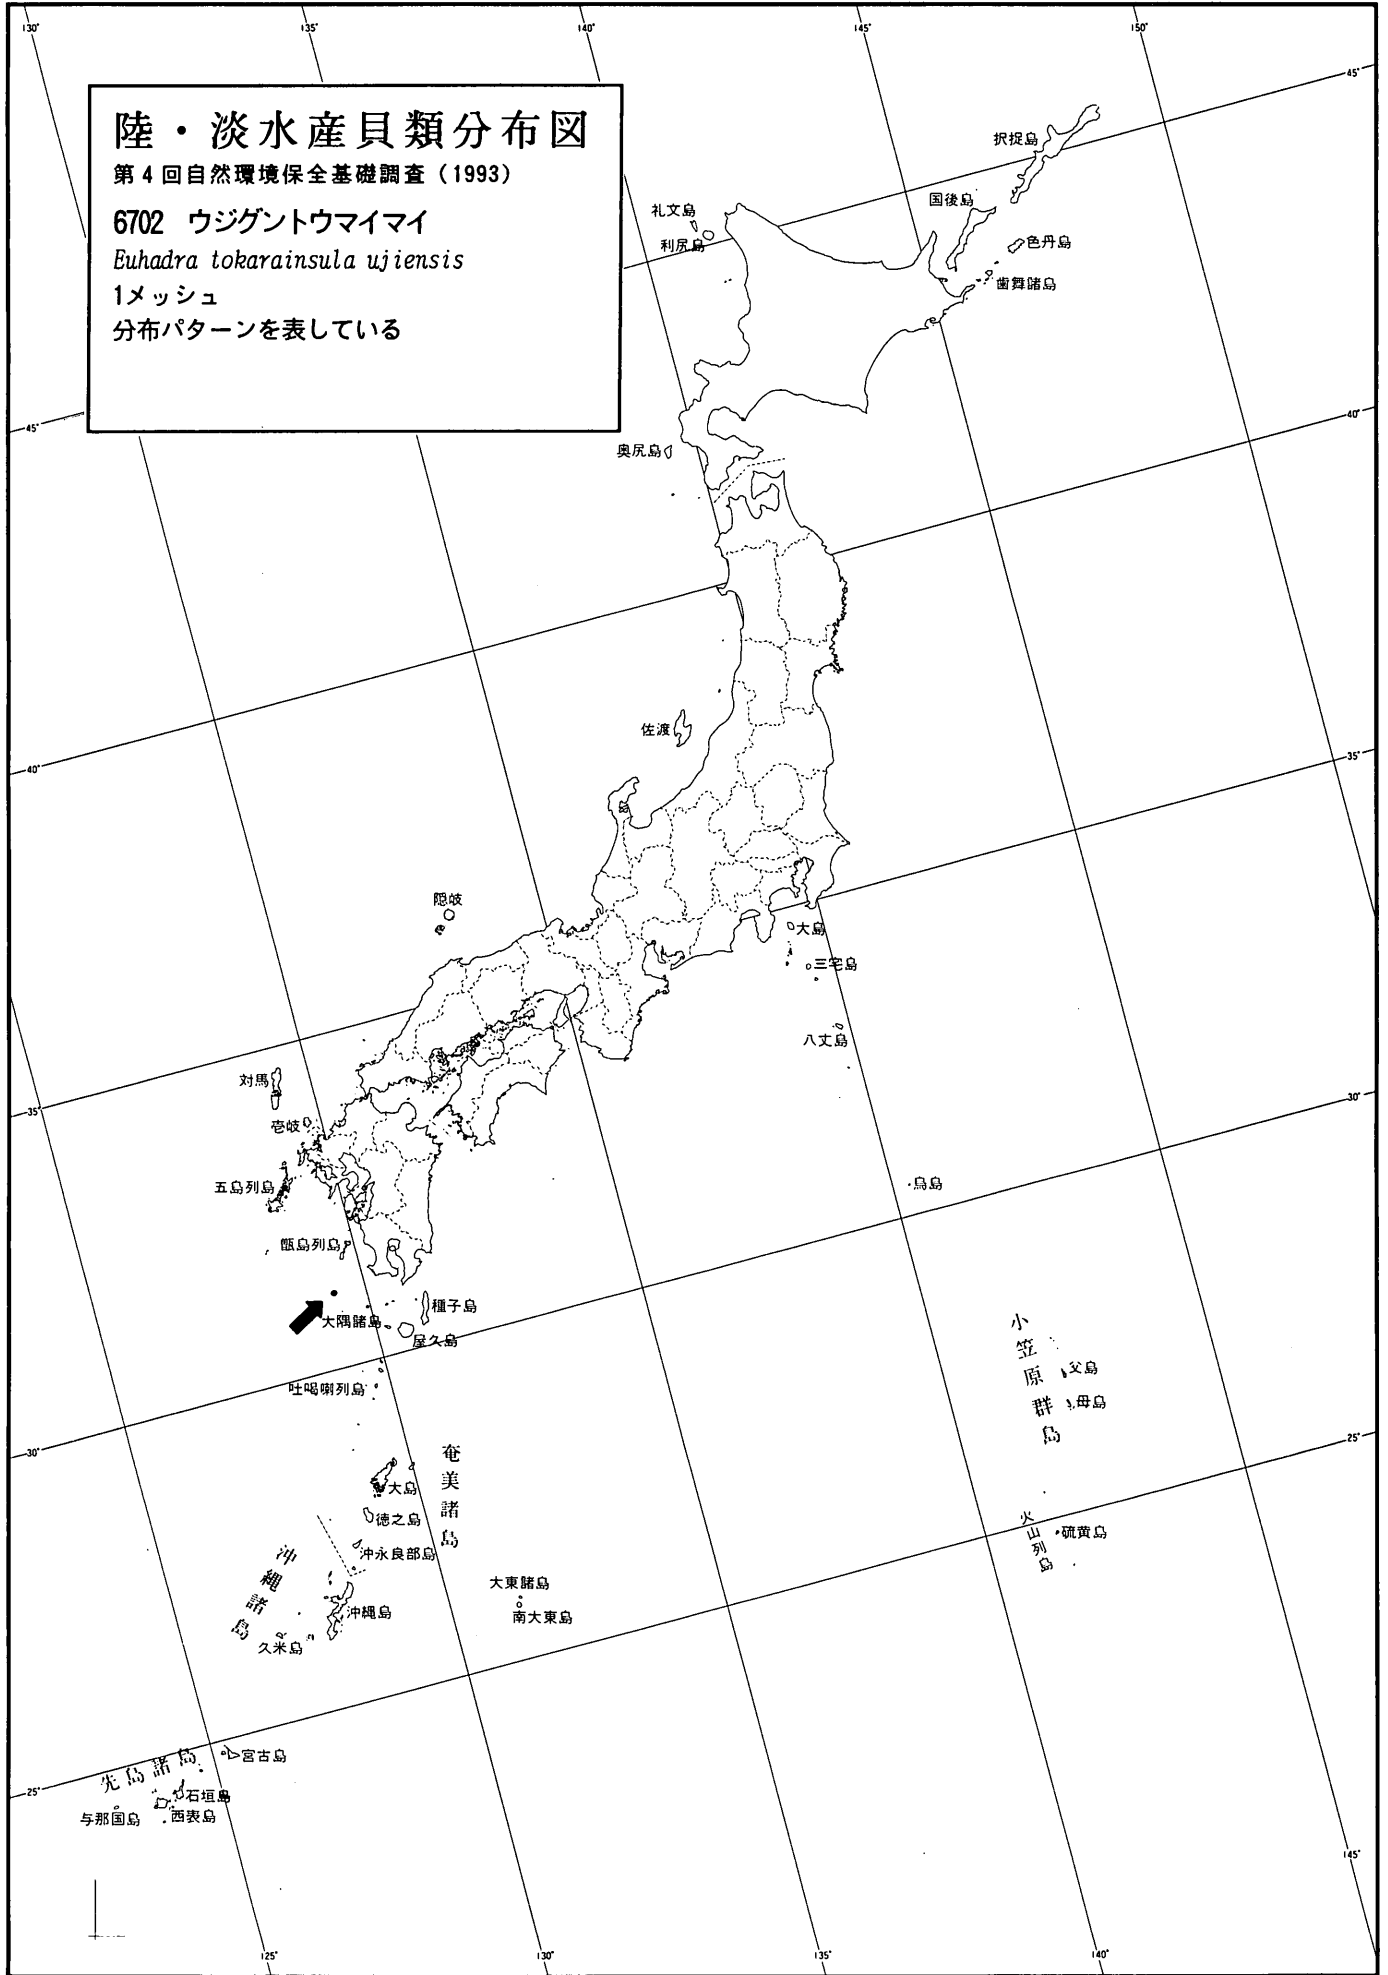 130°
135°
140°
145°
150°
陸・淡水産貝類分布図
第4回自然環境保全基礎調査（1993）
6702 ウジグントウマイマイ
Euhadra tokarainsula ujiensis
1メッシュ
分布パターンを表している
45°
択捉島
国後島
色丹島
歯舞諸島
礼文島
利尻島
45°
40°
奥尻島
佐渡
40°
35°
隠岐
大島
三宅島
八丈島
対馬
壱岐
35°
30°
五島列島
鳥島
甑島列島
種子島
大隅諸島
屋久島
吐喝喇列島
小笠原群島
父島
母島
30°
25°
奄美諸島
大島
徳之島
沖永良部島
火山列島
硫黄島
沖縄諸島
沖縄島
久米島
大東諸島
南大東島
先島諸島
宮古島
石垣島
西表島
与那国島
25°
145°
125°
130°
135°
140°